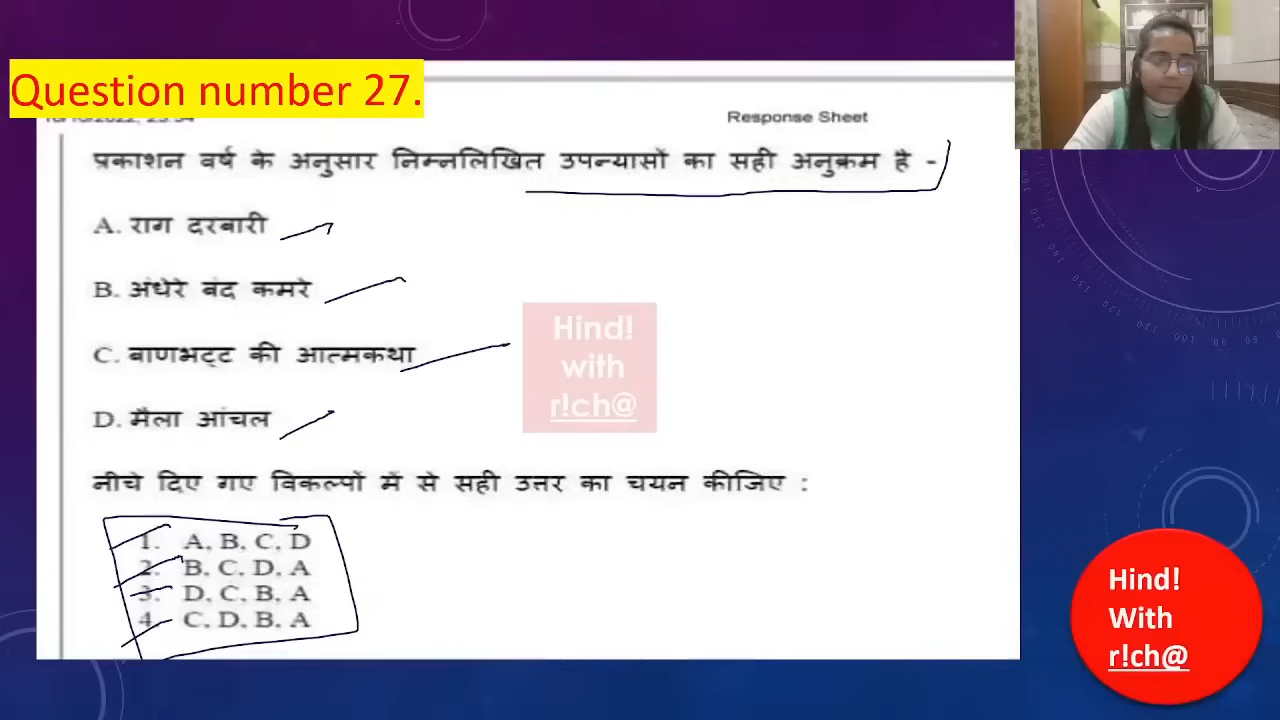 Question number 27.
Response Sheet
प्रकाशन वर्ष के अनुसार निम्नलिखित उपन्यासों का सही अनुक्रम है -
A. राग दरबारी
B. अंधेरे बंद कमरे
C. बाणभट्ट की आत्मकथा
D. मैला आंचल
Hind!
with
r!ch@
नीचे दिए गए विकल्पों में से सही उत्तर का चयन कीजिए :
1. A, B, C, D
2. B, C, D, A
3. D, C, B, A
4. C, D, B, A
Hind!
With
r!ch@